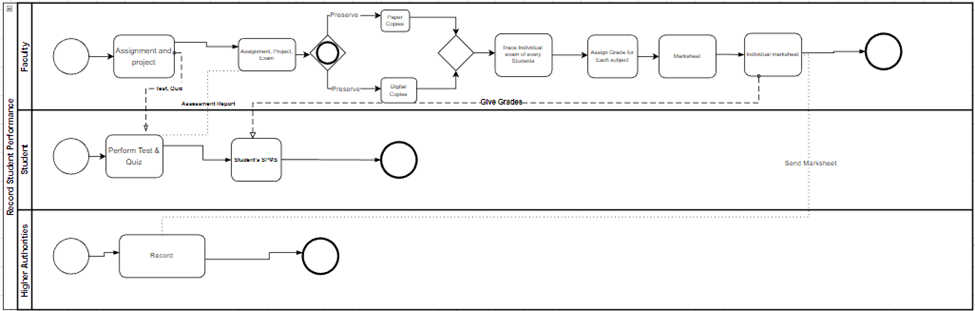 Record Student Performance
Faculty
Assignment and
project
Test, Quiz
Assignment, Project,
Exam
Preserve
Preserve
Paper
Copies
Digital
Copies
Trace Individual
exam of every
Students
Assign Grade for
Each subject
Marksheet
Individual marksheet
Assessment Report
Give Grades
Student
Perform Test &
Quiz
Student's SPMS
Send Marksheet
Higher Authorities
Record